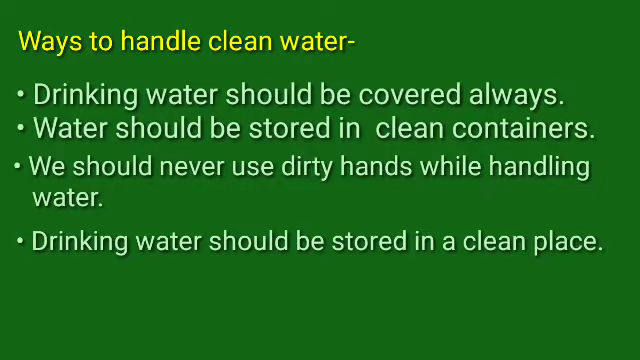 Ways to handle clean water-
• Drinking water should be covered always.
• Water should be stored in clean containers.
• We should never use dirty hands while handling
water.
• Drinking water should be stored in a clean place.